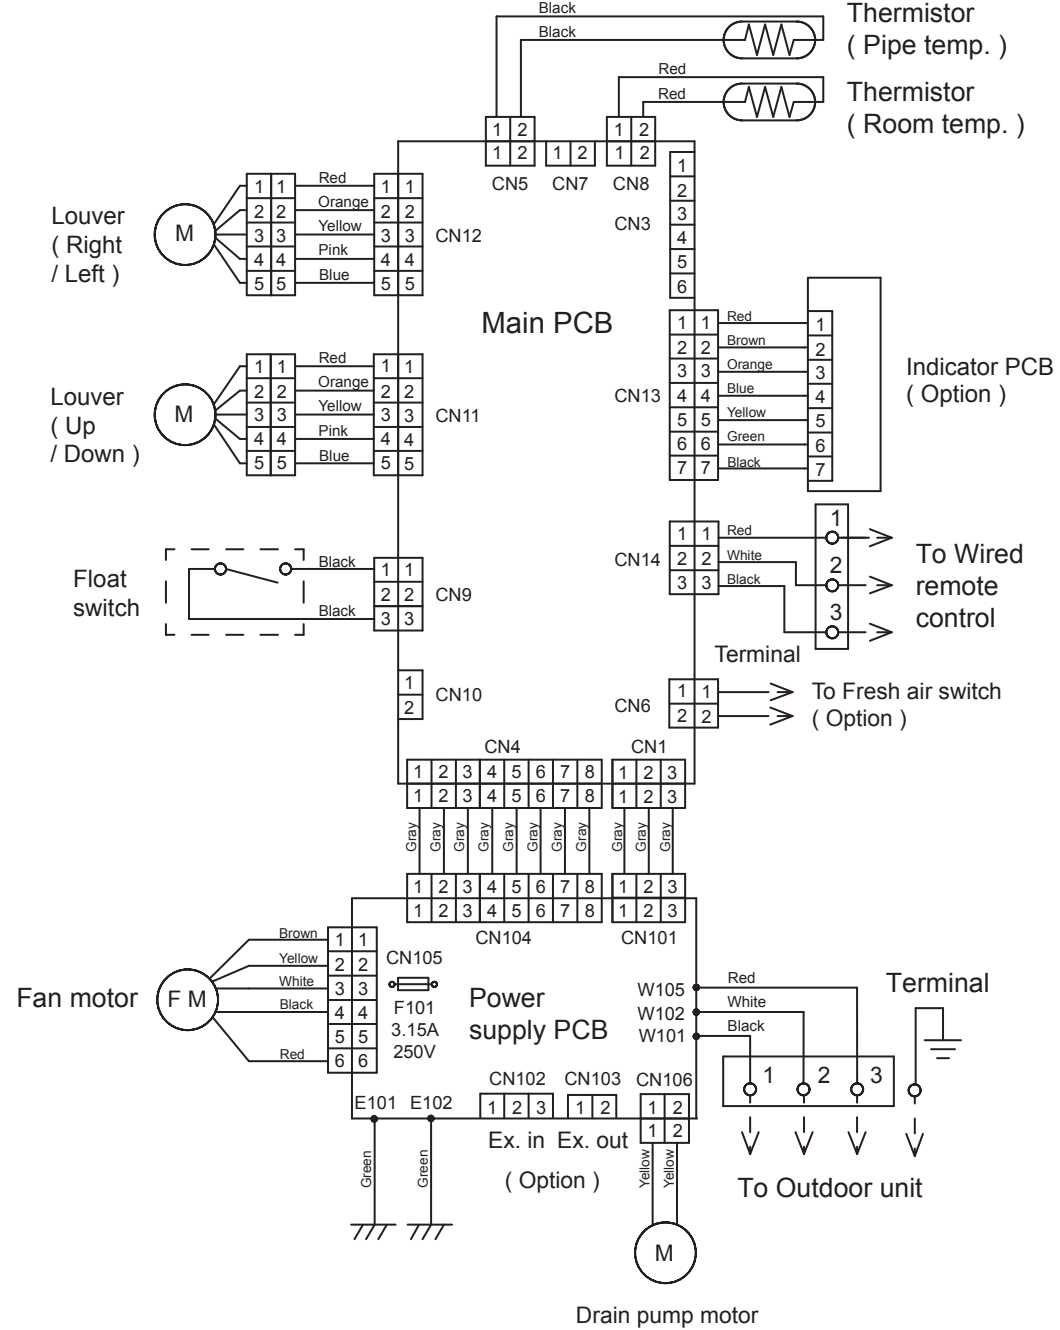 Black
Thermistor
( Pipe temp. )
Black
Red
Thermistor
( Room temp. )
Red
1 2
1 2
1 2
1 2
1 2
CN5
CN7
CN8
1
2
3
4
5
6
CN3
Louver
( Right
/ Left )
M
1 1 Red 1 1
2 2 Orange 2 2
3 3 Yellow 3 3
4 4 Pink 4 4
5 5 Blue 5 5
CN12
Main PCB
1 1 Red 1
2 2 Brown 2
3 3 Orange 3
4 4 Blue 4
5 5 Yellow 5
6 6 Green 6
7 7 Black 7
CN13
Indicator PCB
( Option )
Louver
( Up
/ Down )
M
1 1 Red 1 1
2 2 Orange 2 2
3 3 Yellow 3 3
4 4 Pink 4 4
5 5 Blue 5 5
CN11
Float
switch
Black 1 1
2 2
Black 3 3
CN9
CN14
1 1 Red 1
2 2 White 2
3 3 Black 3
To Wired
remote
control
Terminal
1
2
CN10
CN6
1 1
2 2
To Fresh air switch
( Option )
CN4
CN1
1 2 3 4 5 6 7 8
1 2 3
1 2 3 4 5 6 7 8
1 2 3
Gray Gray Gray Gray Gray Gray Gray Gray
Gray Gray Gray
1 2 3 4 5 6 7 8
1 2 3
1 2 3 4 5 6 7 8
1 2 3
CN104
CN101
Fan motor
F M
Brown 1 1
Yellow 2 2
White 3 3
Black 4 4
5 5
Red 6 6
CN105
F101
3.15A
250V
Power
supply PCB
W105
Red
W102
White
W101
Black
Terminal
1 2 3
To Outdoor unit
E101
E102
Green
Green
CN102
CN103
CN106
1 2 3
1 2
1 2
1 2
Ex. in
Ex. out
( Option )
Yellow
Yellow
M
Drain pump motor